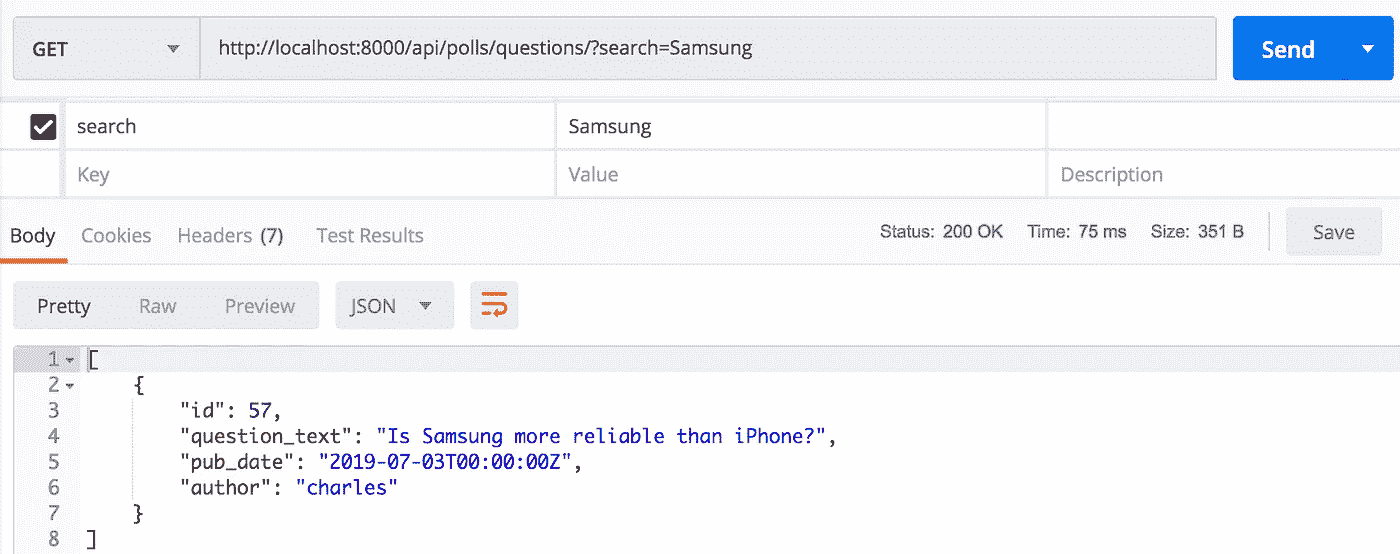 GET http://localhost:8000/api/polls/questions/?search=Samsung Send
search Samsung
Key Value Description
Body Cookies Headers (7) Test Results Status: 200 OK Time: 75 ms Size: 351 B Save
Pretty Raw Preview JSON
1 [
2 {
3 "id": 57,
4 "question_text": "Is Samsung more reliable than iPhone?",
5 "pub_date": "2019-07-03T00:00:00Z",
6 "author": "charles"
7 }
8 ]